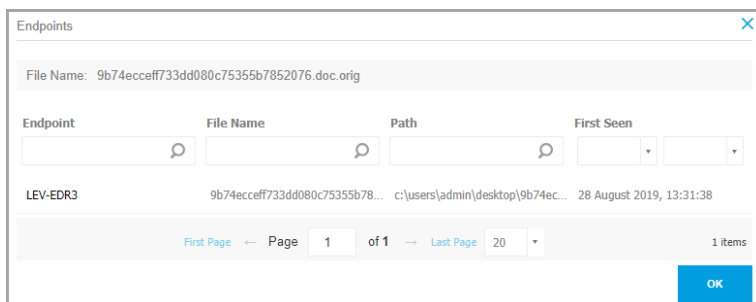 Endpoints
File Name: 9b74ecceff733dd080c75355b7852076.doc.orig
Endpoint File Name Path First Seen
LEV-EDR3 9b74ecceff733dd080c75355b78... c:\users\admin\desktop\9b74ec... 28 August 2019, 13:31:38
First Page ← Page 1 of 1 → Last Page 20 1 items
OK